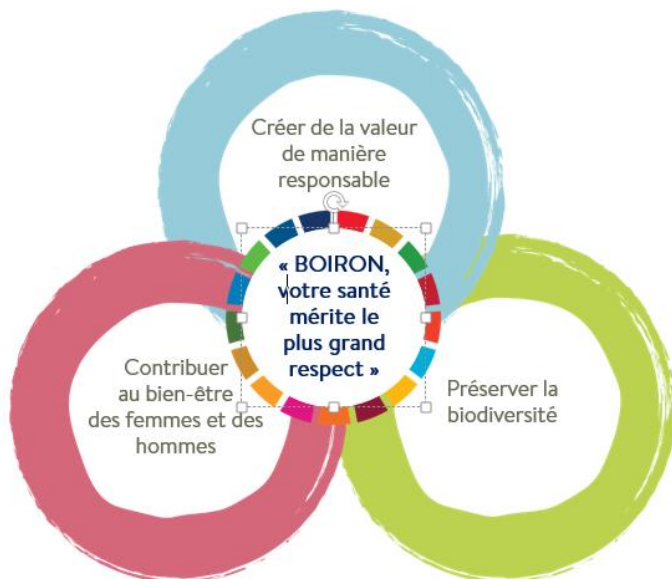 Créer de la valeur
de manière
responsable
« BOIRON,
votre santé
mérite le
plus grand
respect »
Contribuer
au bien-être
des femmes et des
hommes
Préserver la
biodiversité